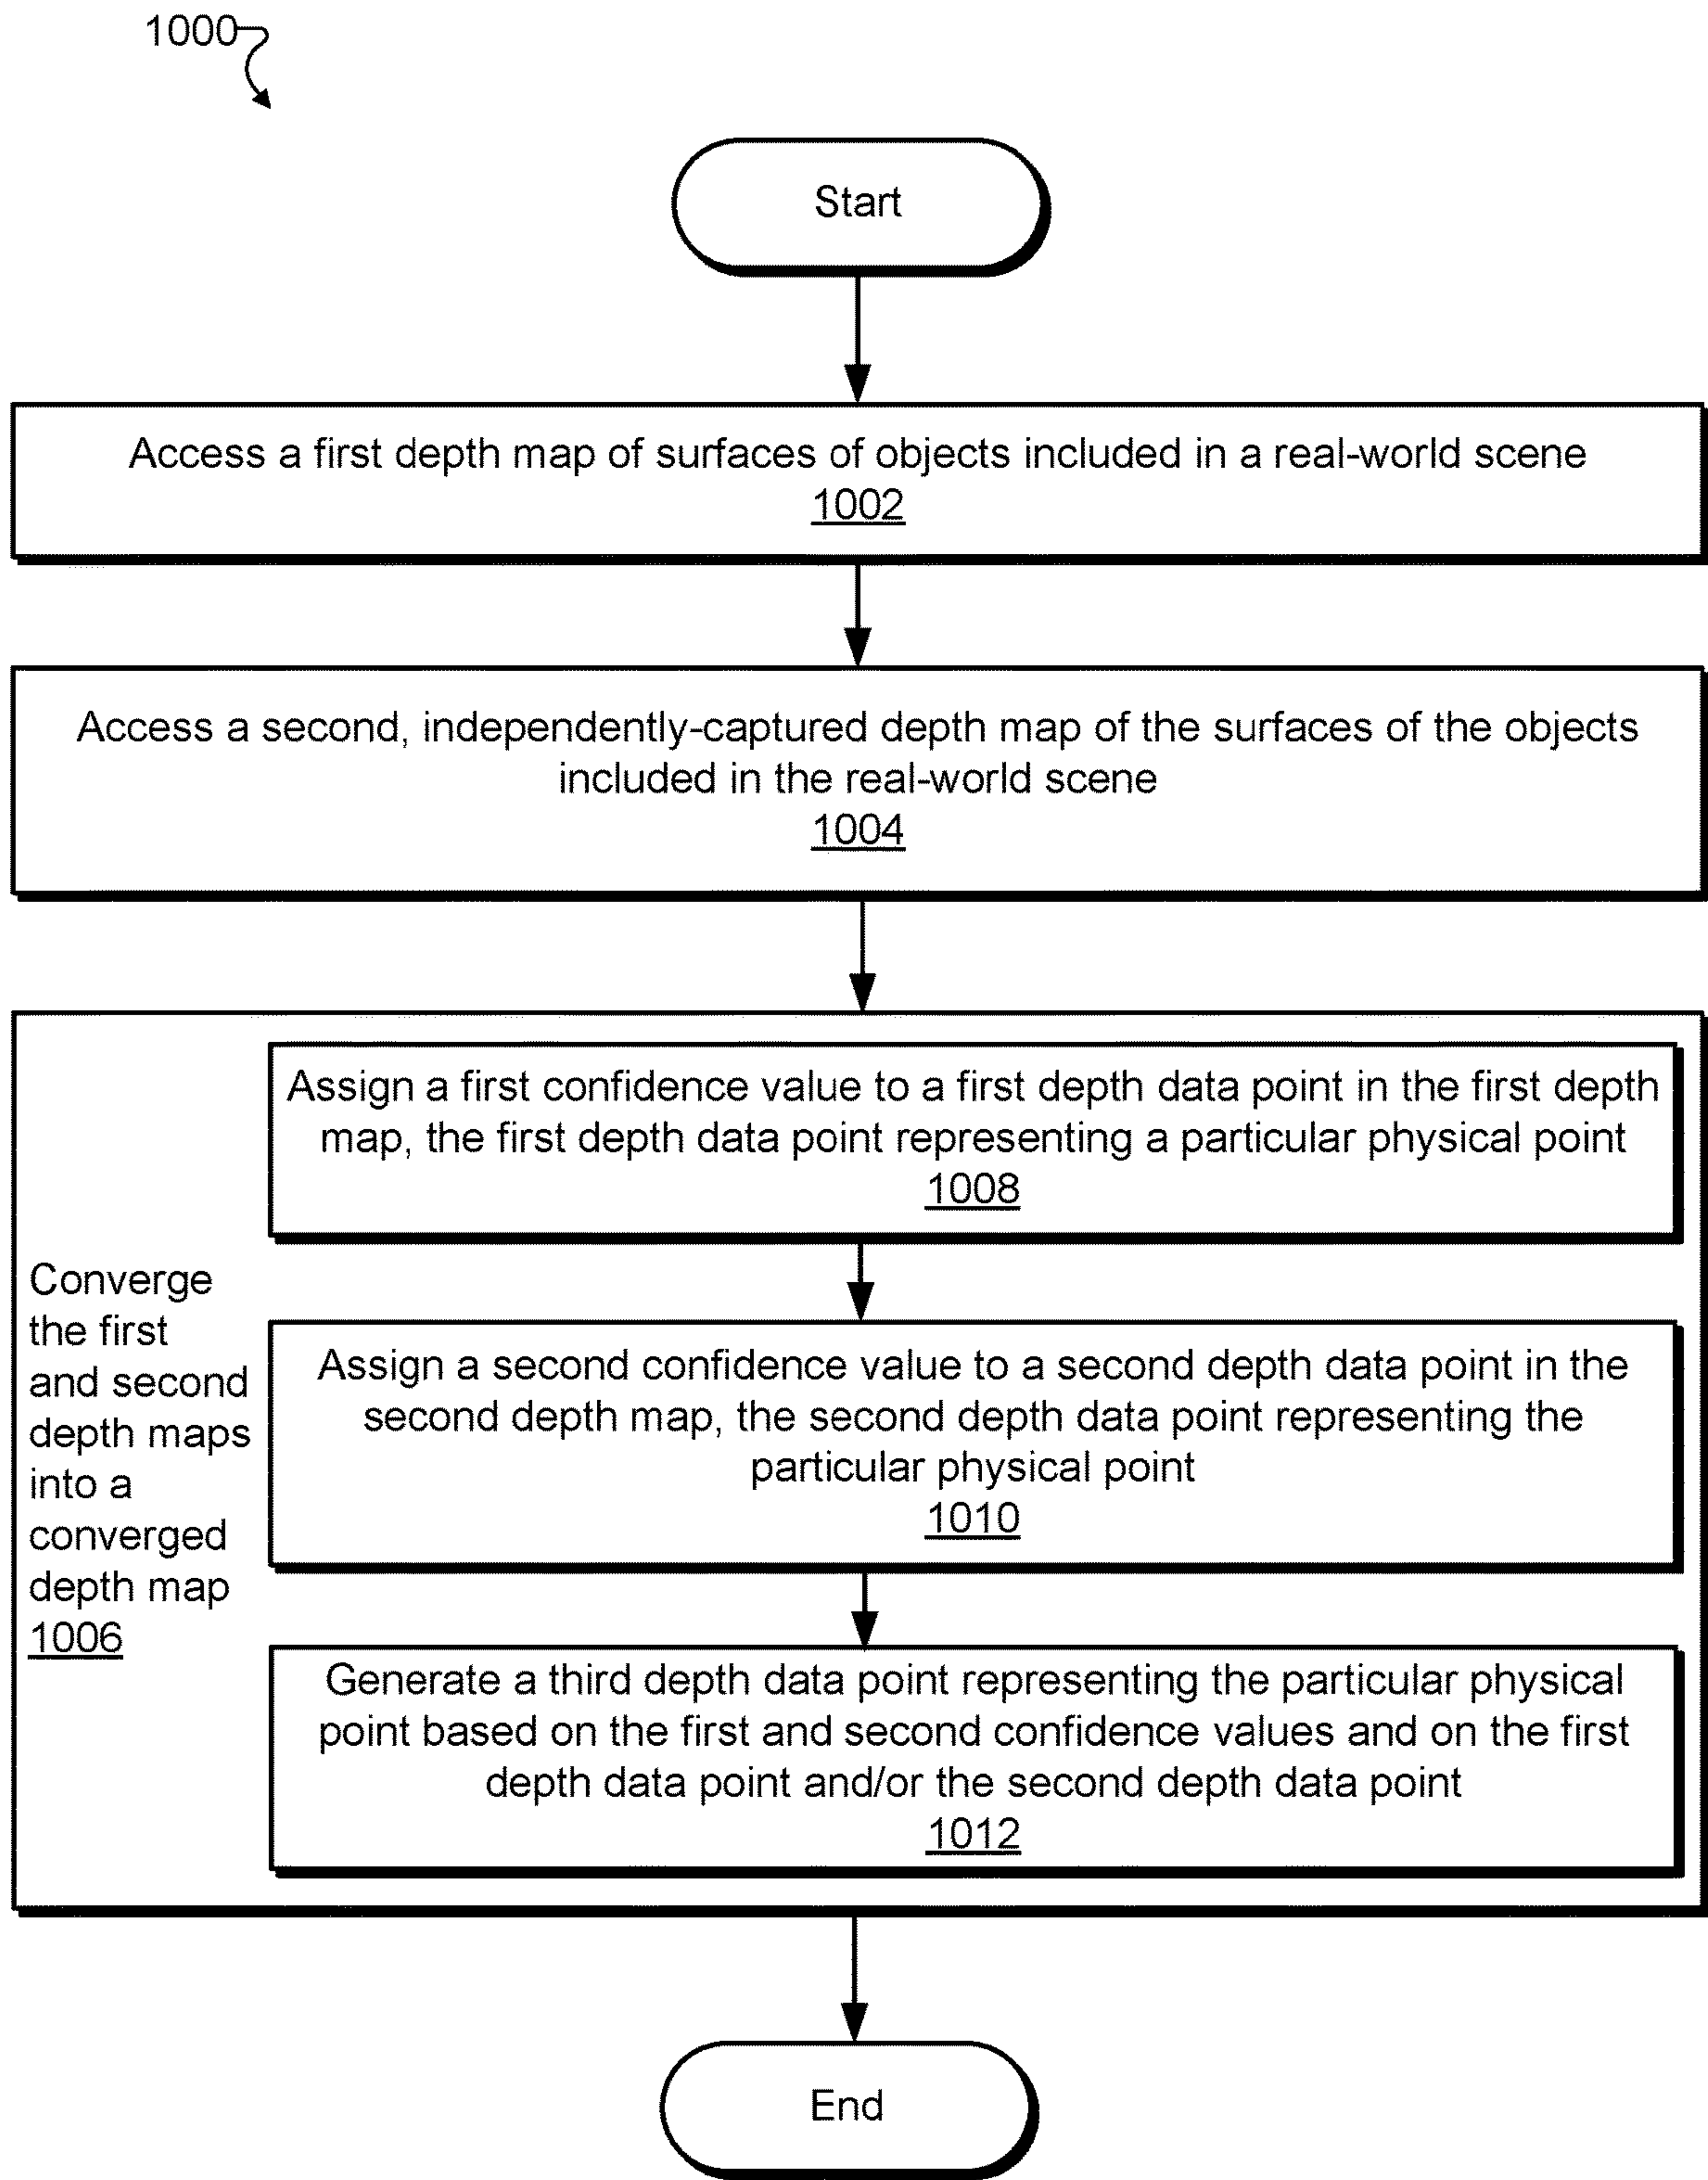 1000
Start
Access a first depth map of surfaces of objects included in a real-world scene
1002
Access a second, independently-captured depth map of the surfaces of the objects
included in the real-world scene
1004
Converge
the first
and second
depth maps
into a
converged
depth map
1006
Assign a first confidence value to a first depth data point in the first depth
map, the first depth data point representing a particular physical point
1008
Assign a second confidence value to a second depth data point in the
second depth map, the second depth data point representing the
particular physical point
1010
Generate a third depth data point representing the particular physical
point based on the first and second confidence values and on the first
depth data point and/or the second depth data point
1012
End